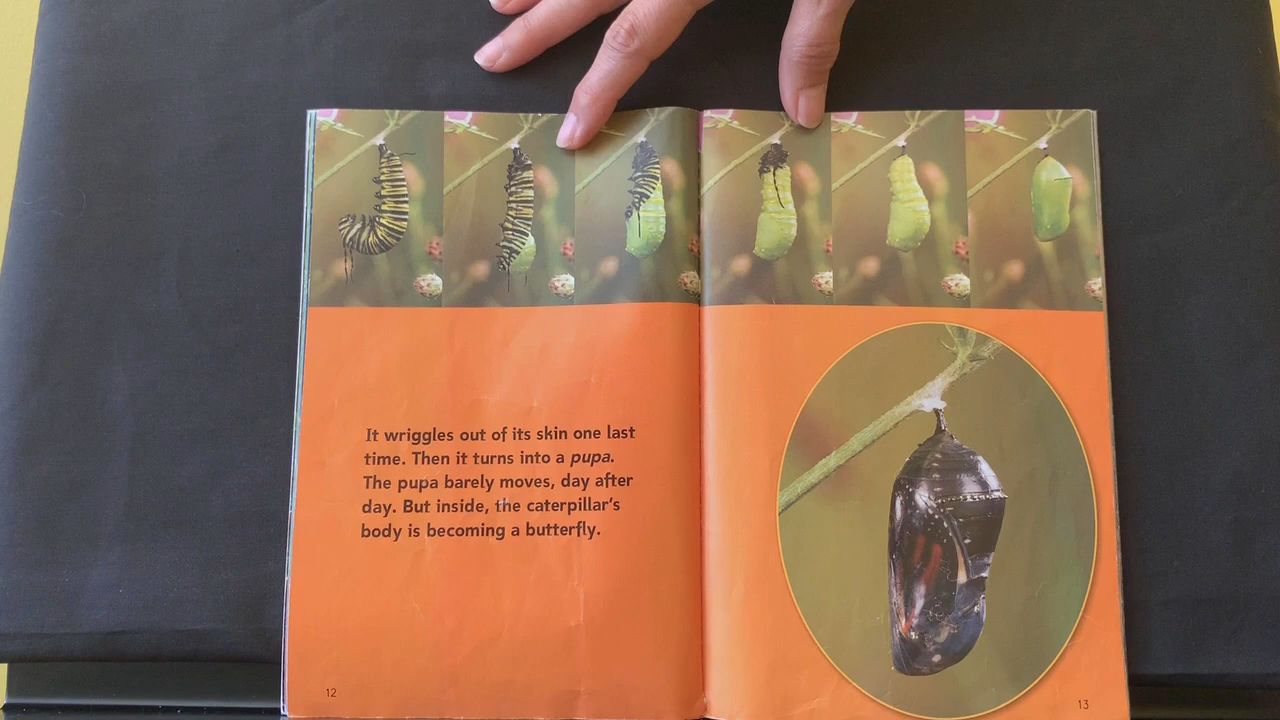 It wriggles out of its skin one last
time. Then it turns into a pupa.
The pupa barely moves, day after
day. But inside, the caterpillar's
body is becoming a butterfly.
12
13